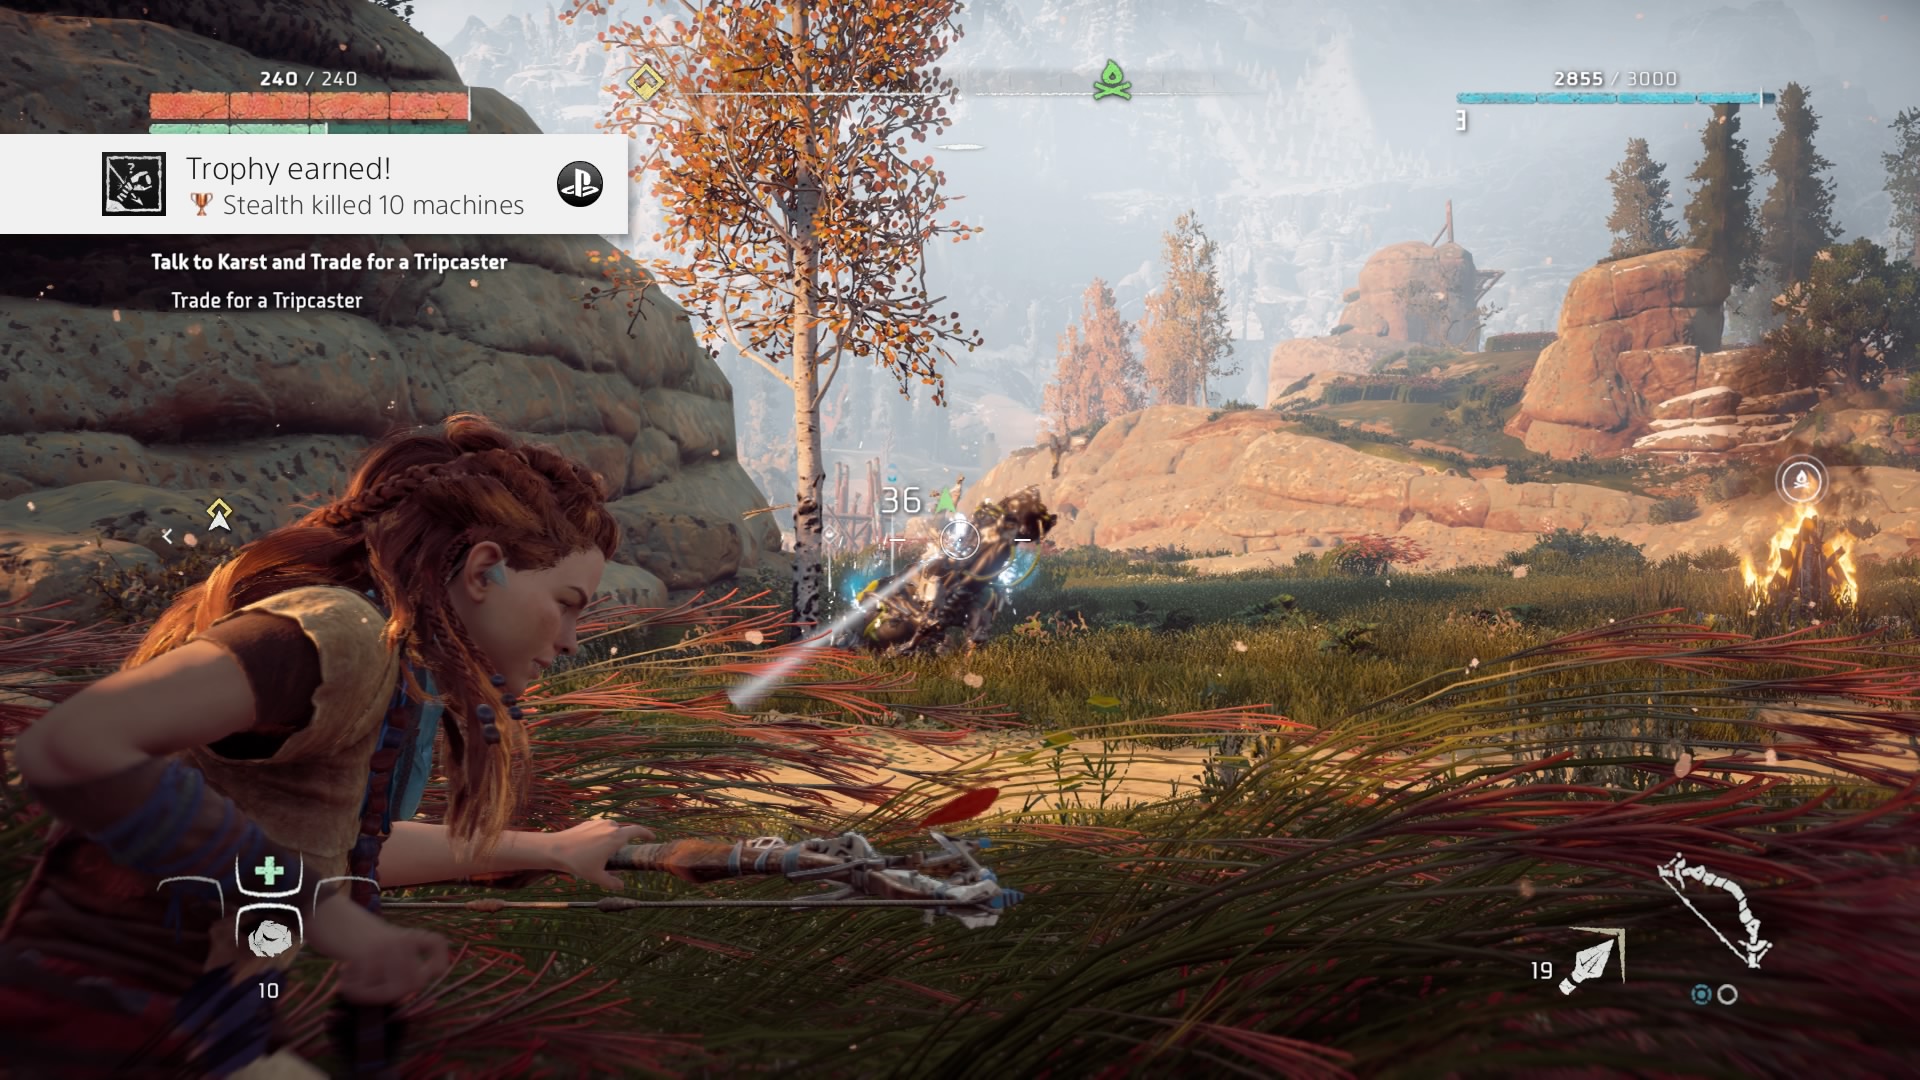 240 / 240
S
2855 / 3000
3
Trophy earned!
Stealth killed 10 machines
Talk to Karst and Trade for a Tripcaster
Trade for a Tripcaster
36
10
19